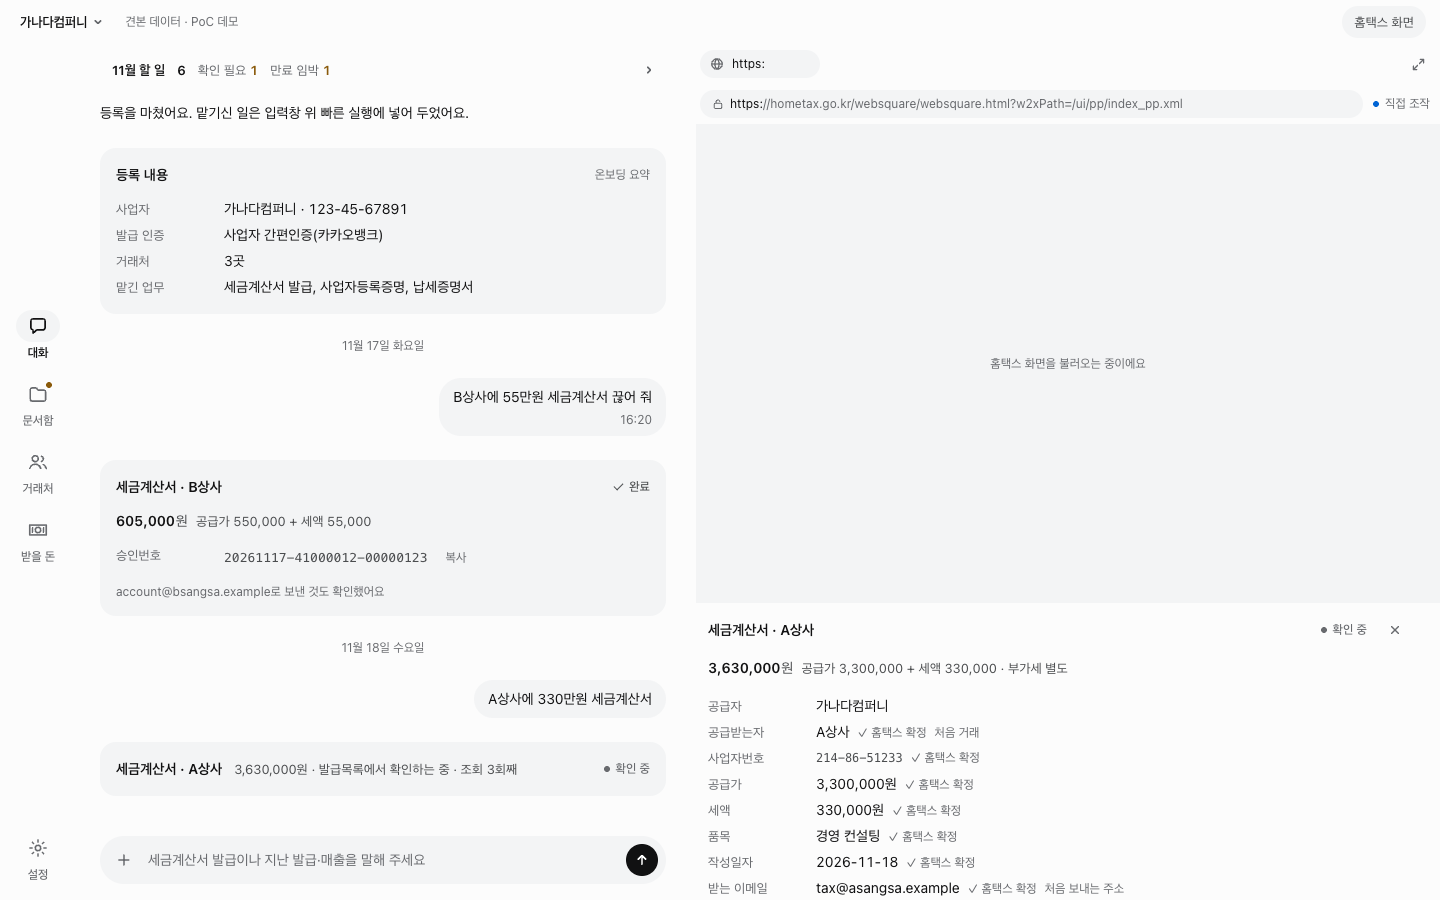 가나다컴퍼니
견본 데이터 · PoC 데모
홈택스 화면
11월 할 일 6 확인 필요 1 만료 임박 1
등록을 마쳤어요. 맡기신 일은 입력창 위 빠른 실행에 넣어 두었어요.
등록 내용
온보딩 요약
사업자 가나다컴퍼니 · 123-45-67891
발급 인증 사업자 간편인증(카카오뱅크)
거래처 3곳
맡긴 업무 세금계산서 발급, 사업자등록증명, 납세증명서
11월 17일 화요일
B상사에 55만원 세금계산서 끊어 줘
16:20
세금계산서 · B상사
완료
605,000원 공급가 550,000 + 세액 55,000
승인번호 20261117-41000012-00000123 복사
account@bsangsa.example로 보낸 것도 확인했어요
11월 18일 수요일
A상사에 330만원 세금계산서
세금계산서 · A상사 3,630,000원 · 발급목록에서 확인하는 중 · 조회 3회째
확인 중
세금계산서 발급이나 지난 발급·매출을 말해 주세요
대화
문서함
거래처
받을 돈
설정
https:
https://hometax.go.kr/websquare/websquare.html?w2xPath=/ui/pp/index_pp.xml
직접 조작
홈택스 화면을 불러오는 중이에요
세금계산서 · A상사
확인 중
3,630,000원 공급가 3,300,000 + 세액 330,000 · 부가세 별도
공급자 가나다컴퍼니
공급받는자 A상사 ✓ 홈택스 확정 처음 거래
사업자번호 214-86-51233 ✓ 홈택스 확정
공급가 3,300,000원 ✓ 홈택스 확정
세액 330,000원 ✓ 홈택스 확정
품목 경영 컨설팅 ✓ 홈택스 확정
작성일자 2026-11-18 ✓ 홈택스 확정
받는 이메일 tax@asangsa.example ✓ 홈택스 확정 처음 보내는 주소